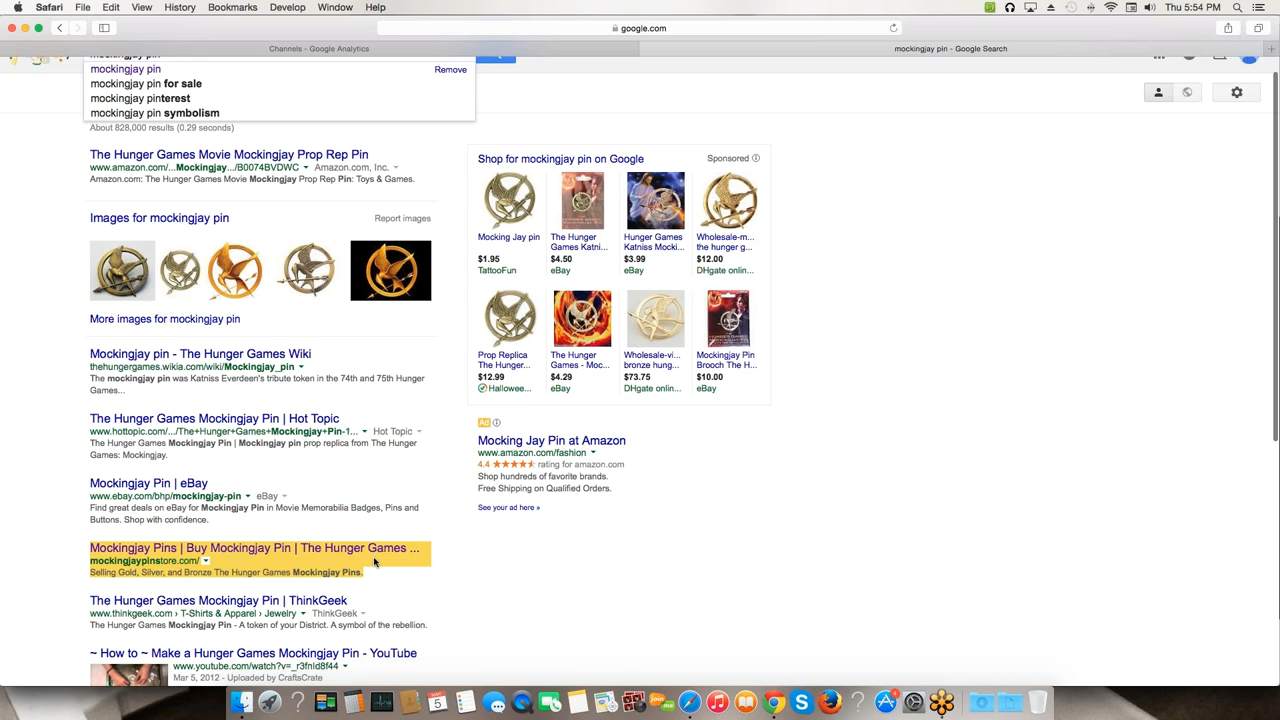 Safari File Edit View History Bookmarks Develop Window Help
Thu 5:54 PM
google.com
Channels - Google Analytics
mockingjay pin - Google Search
mockingjay pin
mockingjay pin
Remove
mockingjay pin for sale
mockingjay pinterest
mockingjay pin symbolism
About 828,000 results (0.29 seconds)
The Hunger Games Movie Mockingjay Prop Rep Pin
www.amazon.com/...Mockingjay.../B0074BVDWC
Amazon.com, Inc.
Amazon.com: The Hunger Games Movie Mockingjay Prop Rep Pin: Toys & Games.
Images for mockingjay pin
Report images
More images for mockingjay pin
Mockingjay pin - The Hunger Games Wiki
thehungergames.wikia.com/wiki/Mockingjay_pin
The mockingjay pin was Katniss Everdeen's tribute token in the 74th and 75th Hunger
Games...
The Hunger Games Mockingjay Pin | Hot Topic
www.hottopic.com/.../The+Hunger+Games+Mockingjay+Pin-1...
Hot Topic
The Hunger Games Mockingjay Pin | Mockingjay pin prop replica from The Hunger
Games: Mockingjay.
Mockingjay Pin | eBay
www.ebay.com/bhp/mockingjay-pin
eBay
Find great deals on eBay for Mockingjay Pin in Movie Memorabilia Badges, Pins and
Buttons. Shop with confidence.
Mockingjay Pins | Buy Mockingjay Pin | The Hunger Games ...
mockingjaypinstore.com/
Selling Gold, Silver, and Bronze The Hunger Games Mockingjay Pins.
The Hunger Games Mockingjay Pin | ThinkGeek
www.thinkgeek.com › T-Shirts & Apparel › Jewelry
ThinkGeek
The Hunger Games Mockingjay Pin - A token of your District. A symbol of the rebellion.
~ How to ~ Make a Hunger Games Mockingjay Pin - YouTube
www.youtube.com/watch?v=_r3fnId8f44
Mar 5, 2012 - Uploaded by CraftsCrate
Shop for mockingjay pin on Google
Sponsored
Mocking Jay pin
$1.95
TattooFun
The Hunger
Games Katni...
$4.50
eBay
Hunger Games
Katniss Mocki...
$3.99
eBay
Wholesale-m...
the hunger g...
$12.00
DHgate onlin...
Prop Replica
The Hunger...
$12.99
Hallowee...
The Hunger
Games - Moc...
$4.29
eBay
Wholesale-vi...
bronze hung...
$73.75
DHgate onlin...
Mockingjay Pin
Brooch The H...
$10.00
eBay
Ad
Mocking Jay Pin at Amazon
www.amazon.com/fashion
4.4 ★★★★★ rating for amazon.com
Shop hundreds of favorite brands.
Free Shipping on Qualified Orders.
See your ad here »